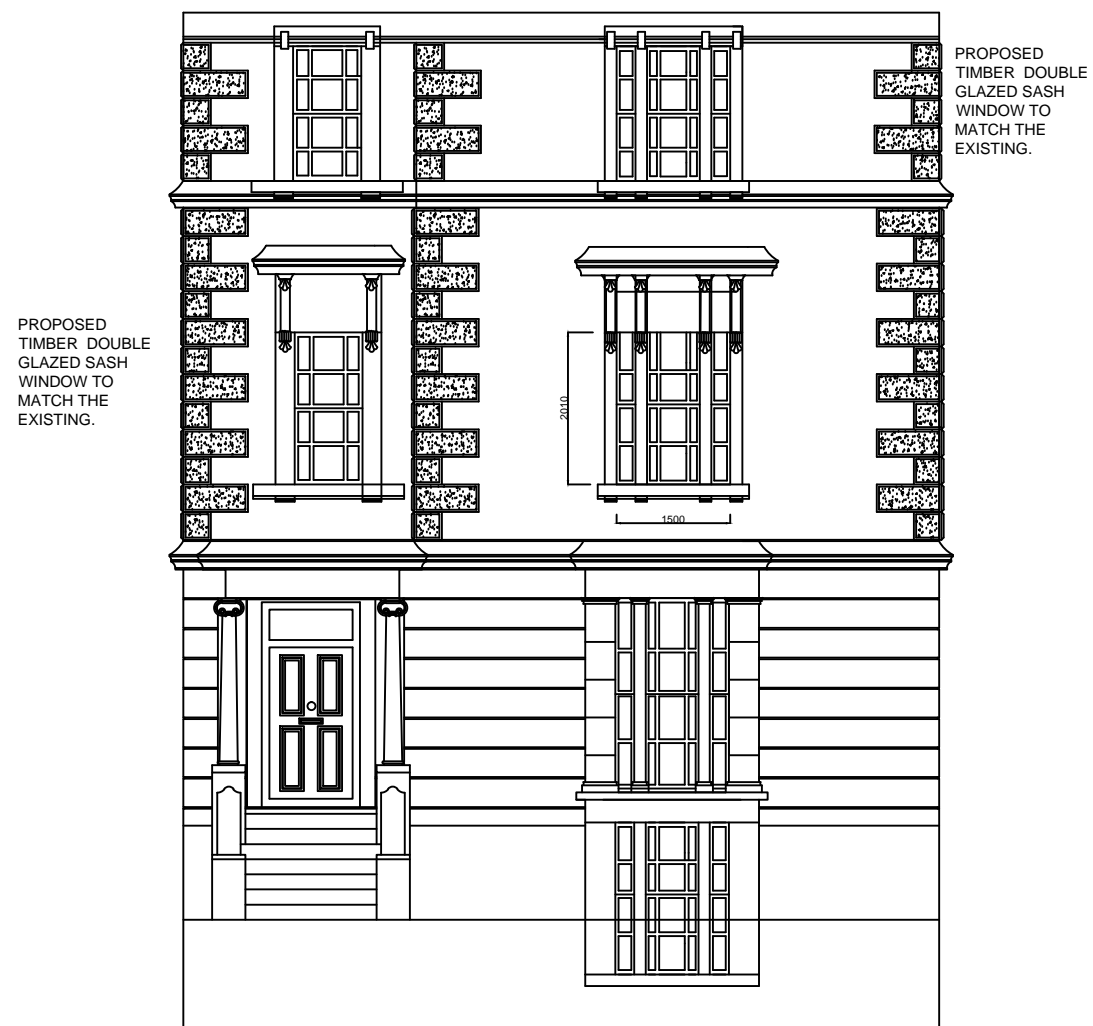 PROPOSED
TIMBER DOUBLE
GLAZED SASH
WINDOW TO
MATCH THE
EXISTING.
PROPOSED
TIMBER DOUBLE
GLAZED SASH
WINDOW TO
MATCH THE
EXISTING.
2010
1500